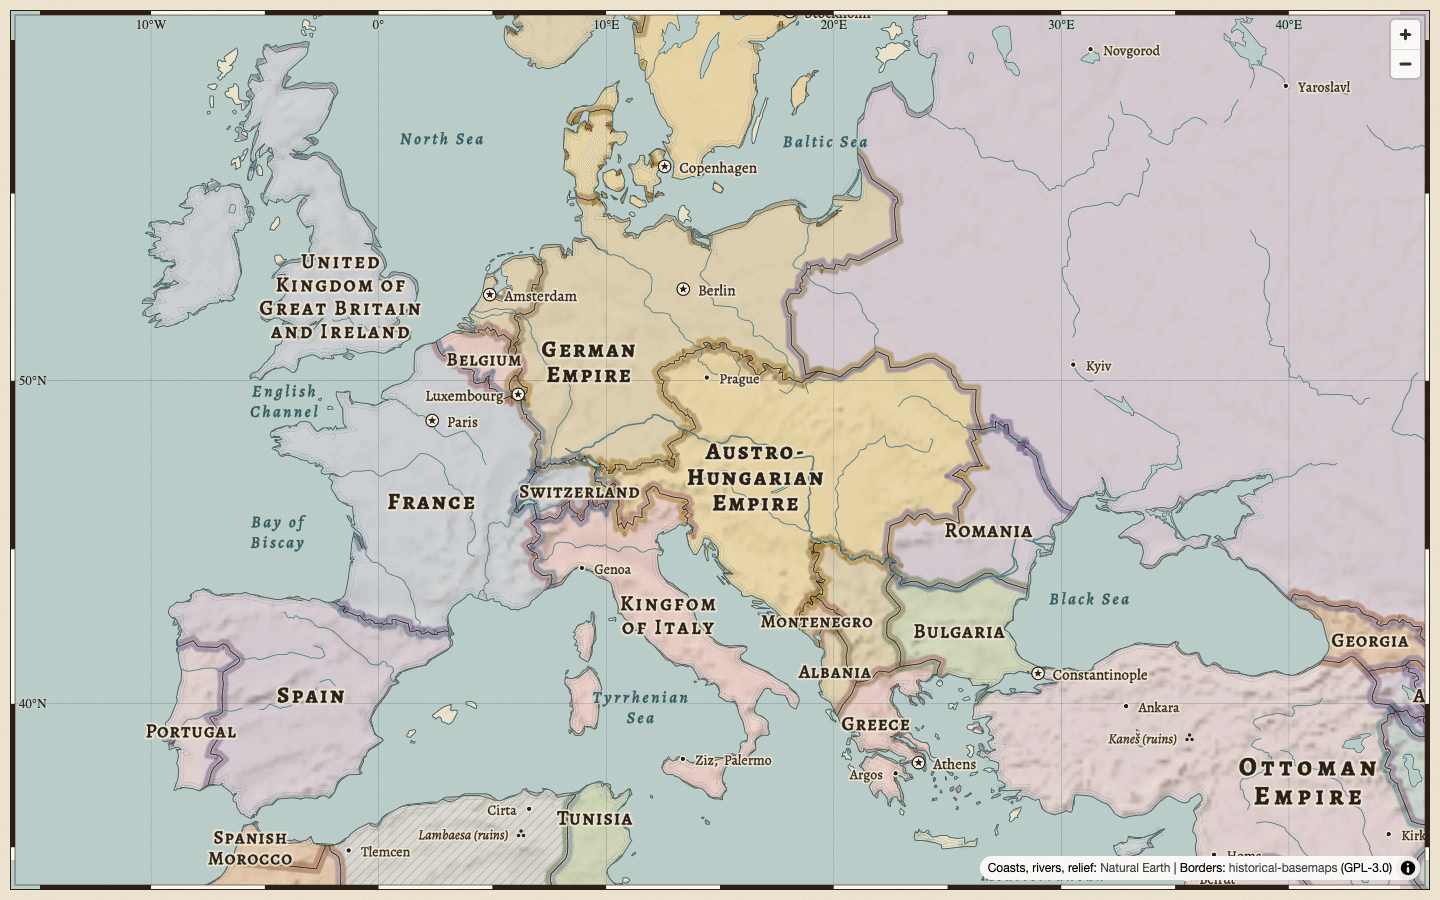 10°W
0°
10°E
20°E
30°E
40°E
Stockholm
+
−
Novgorod
Yaroslavl
North Sea
Baltic Sea
Copenhagen
United
Kingdom of
Great Britain
and Ireland
Amsterdam
Berlin
Belgium
German
Empire
50°N
Prague
Kyiv
English
Channel
Luxembourg
Paris
Austro-
Hungarian
Empire
Switzerland
France
Bay of
Biscay
Romania
Genoa
Kingfom
of Italy
Black Sea
Montenegro
Bulgaria
Georgia
Albania
Constantinople
Spain
Tyrrhenian
Sea
40°N
A
Ankara
Portugal
Greece
Kaneš (ruins)
Ziz, Palermo
Athens
Argos
Ottoman
Empire
Cirta
Tunisia
Lambaesa (ruins)
Spanish
Morocco
Tlemcen
Kirk
Coasts, rivers, relief: Natural Earth | Borders: historical-basemaps (GPL-3.0)
Beirut